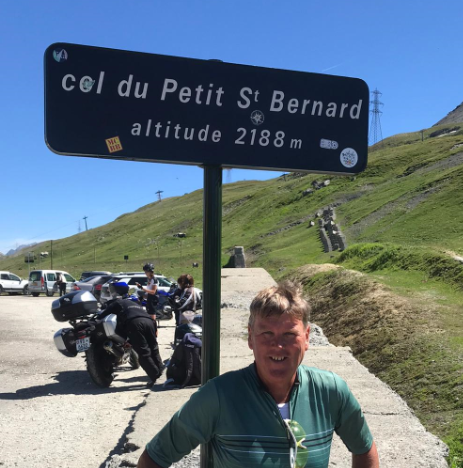 col du Petit St Bernard
altitude 2188 m